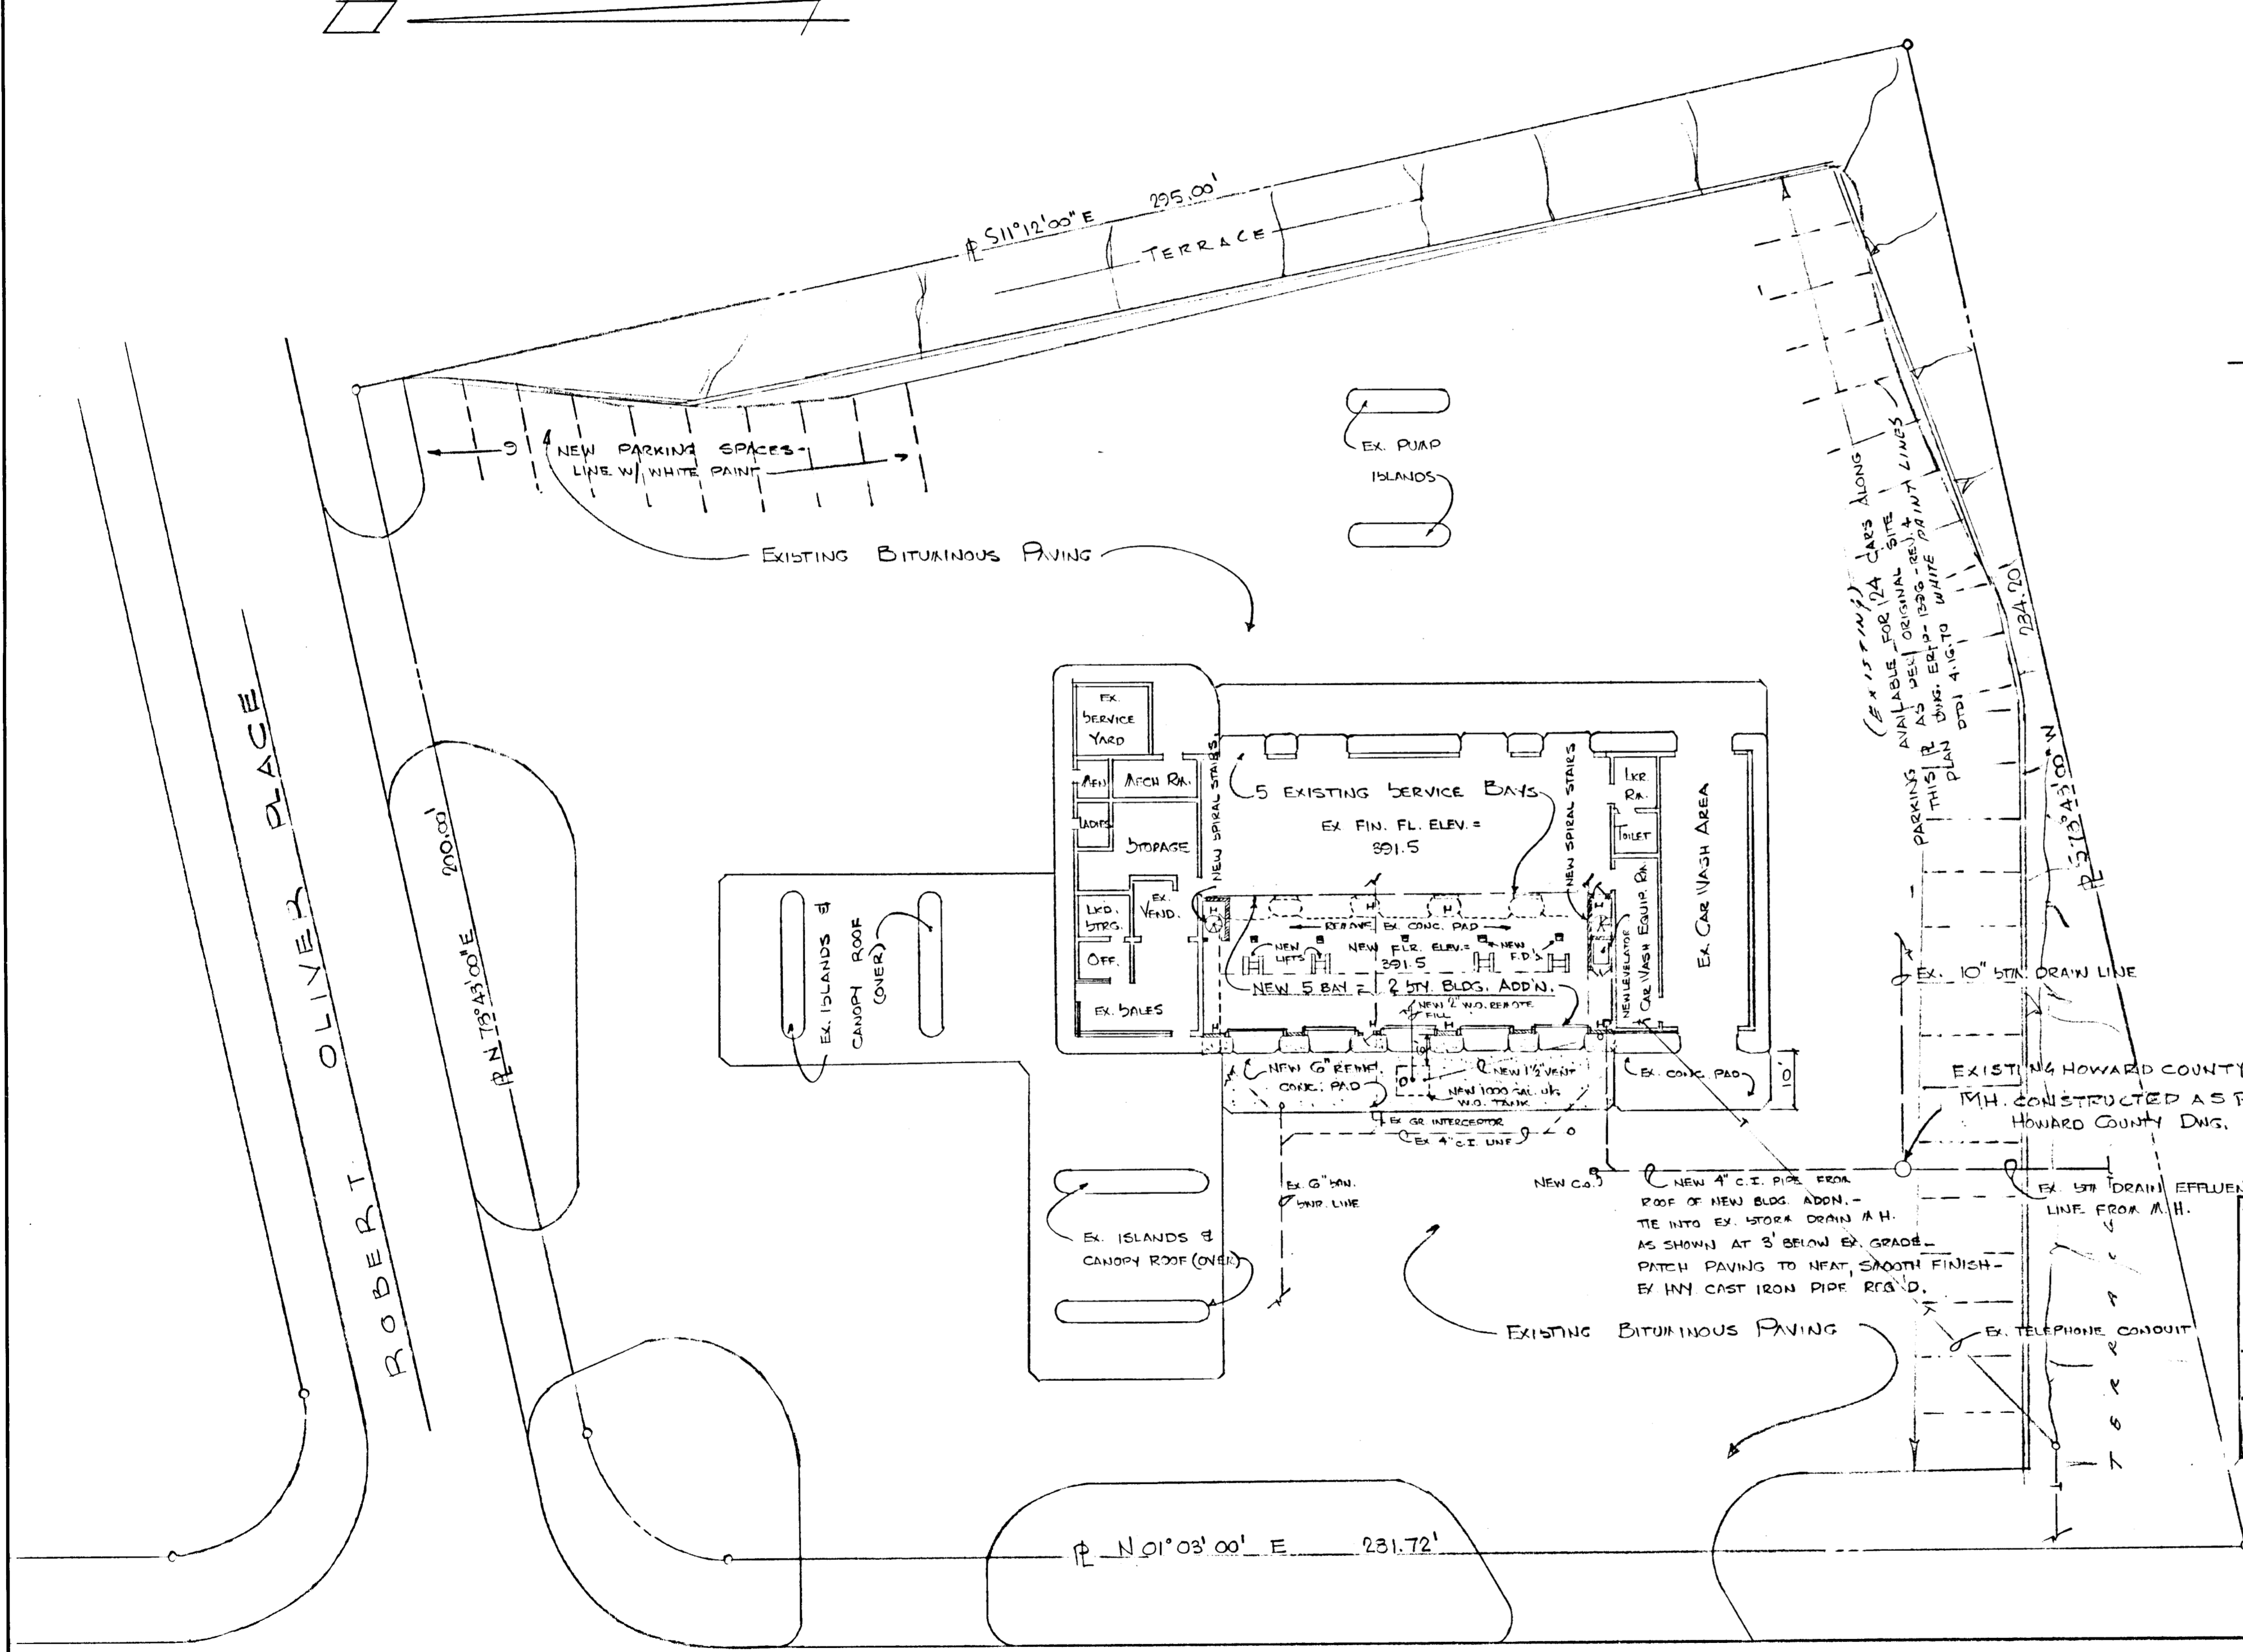 S 11°12'00" E 295.00'
TERRACE
9 NEW PARKING SPACES-
LINE W/ WHITE PAINT
EX. PUMP
ISLANDS
EXISTING BITUMINOUS PAVING
(EXISTING)
PARKING AVAILABLE FOR 24 CARS ALONG
THIS AS PER ORIGINAL SITE
PLAN DWG. REV. 4
DTD 4.16.70 WHITE PAINT LINES
234.20'
ROBERT OLIVER PLACE
200.00'
N 73°43'00" E
EX.
SERVICE
YARD
MEN
MECH RM.
LADIES
STORAGE
LKD.
STRG.
EX.
VEND.
OFF.
EX. SALES
NEW SPIRAL STAIRS
5 EXISTING SERVICE BAYS
EX FIN. FL. ELEV. =
391.5
NEW SPIRAL STAIRS
LKR.
RM.
TOILET
CAR WASH EQUIP. RM.
NEW ELEVATOR
EX. CAR WASH AREA
REMOVE EX. CONC. PAD
NEW
LIFTS
NEW FLR. ELEV. =
391.5
NEW
F.D.'S
NEW 5 BAY 2 STY. BLDG. ADD'N.
NEW 2" W.O. REMOTE
FILL
EX. ISLANDS &
CANOPY ROOF
(OVER)
NEW 6" REINF.
CONC. PAD
NEW 1½" VENT
NEW 1000 GAL. UG.
W.O. TANK
EX. CONC. PAD
10'
EX GR INTERCEPTOR
EX 4" C.I. LINE
EX. 6" SAN.
SWR. LINE
NEW C.O.
EX. 10" STM. DRAIN LINE
EXISTING HOWARD COUNTY
M.H. CONSTRUCTED AS
HOWARD COUNTY DWG.
EX. STM DRAIN EFFLUEN
LINE FROM M.H.
NEW 4" C.I. PIPE FROM
ROOF OF NEW BLDG. ADDN.-
TIE INTO EX. STORM DRAIN M.H.
AS SHOWN AT 3' BELOW EX. GRADE-
PATCH PAVING TO NEAT, SMOOTH FINISH-
EX HVY. CAST IRON PIPE REQ'D.
EX. ISLANDS &
CANOPY ROOF (OVER)
EXISTING BITUMINOUS PAVING
EX. TELEPHONE CONDUIT
TERRACE
N 01°03'00" E 231.72'